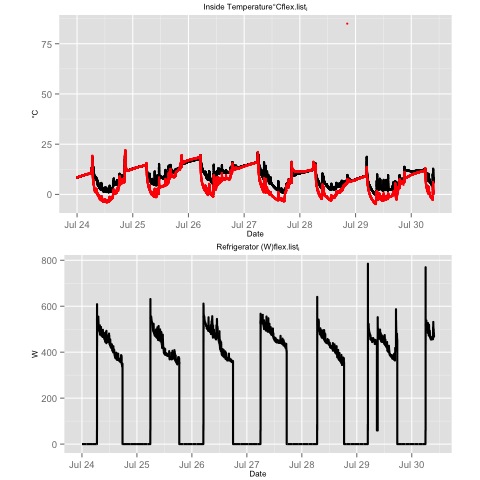 Inside Temperature°Cflex.list,
75
50
25
0
°C
Jul 24 Jul 25 Jul 26 Jul 27 Jul 28 Jul 29 Jul 30
Date
Refrigerator (W)flex.list,
800
600
400
200
0
W
Jul 24 Jul 25 Jul 26 Jul 27 Jul 28 Jul 29 Jul 30
Date